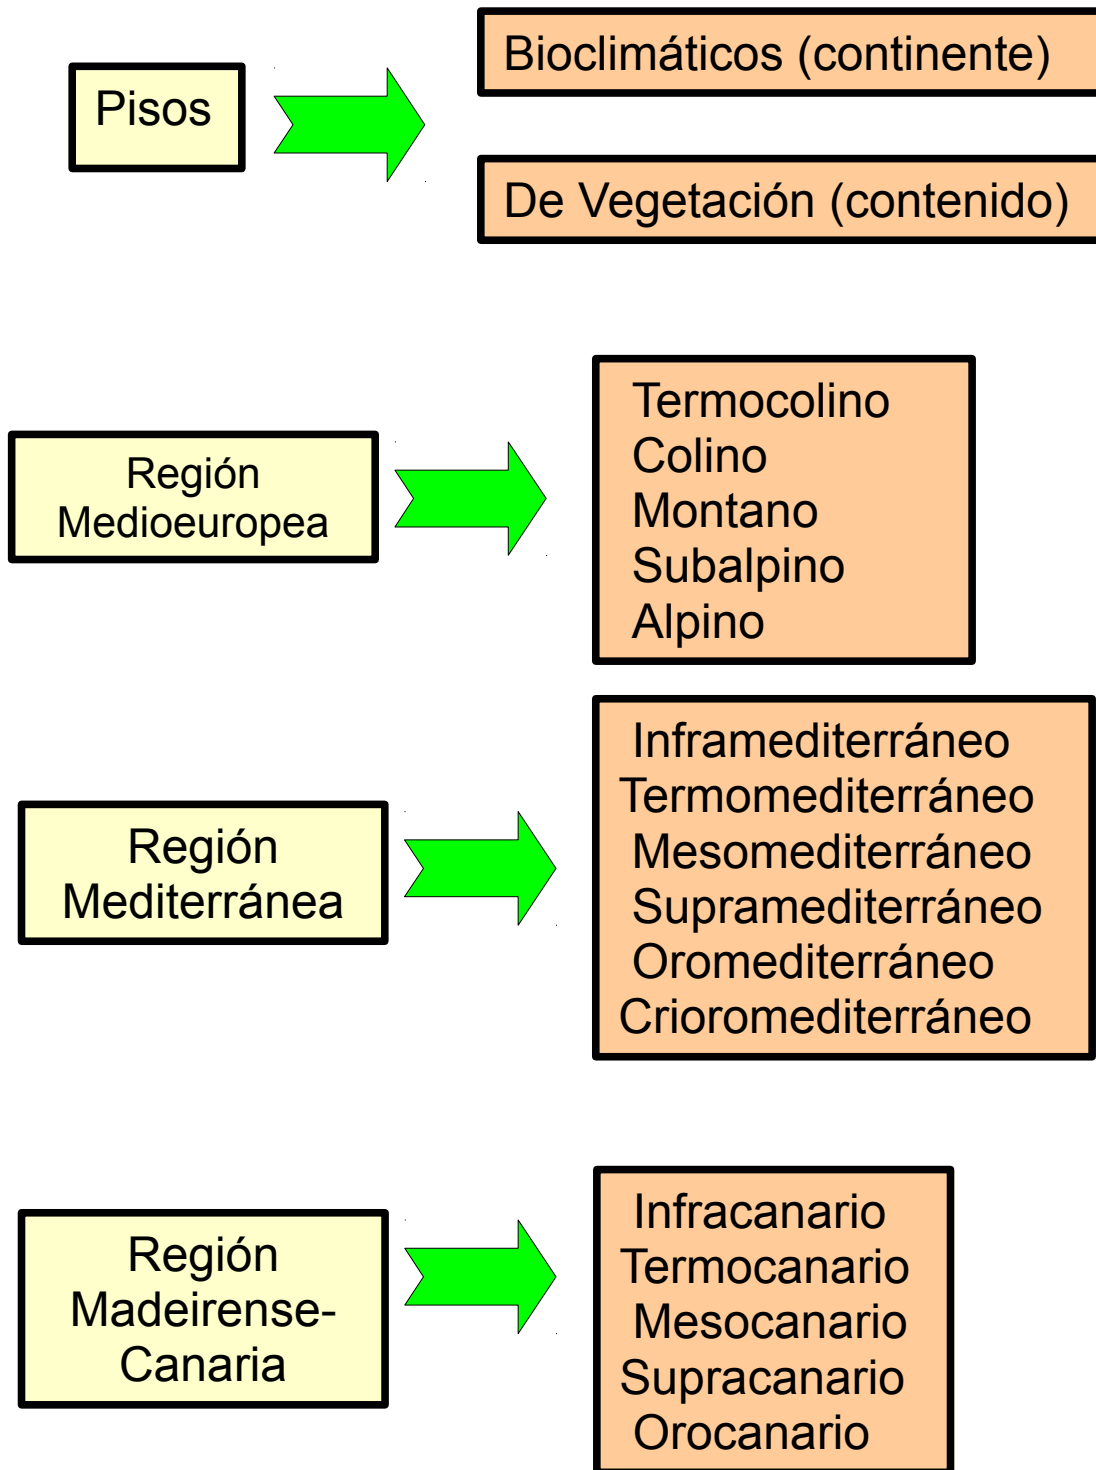 Pisos
Bioclimáticos (continente)
De Vegetación (contenido)
Región
Medioeuropea
Termocolino
Colino
Montano
Subalpino
Alpino
Región
Mediterránea
Inframediterráneo
Termomediterráneo
Mesomediterráneo
Supramediterráneo
Oromediterráneo
Crioromediterráneo
Región
Madeirense-
Canaria
Infracanario
Termocanario
Mesocanario
Supracanario
Orocanario